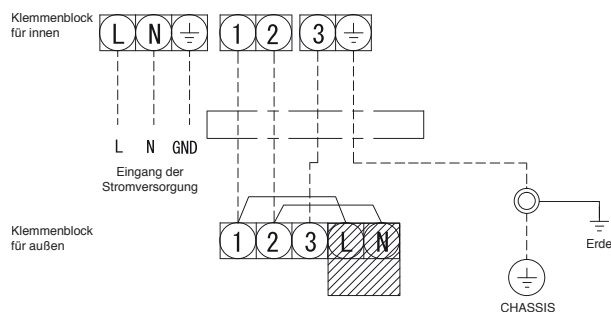 Klemmenblock
für innen
L N
1 2 3
L N GND
Eingang der
Stromversorgung
Klemmenblock
für außen
1 2 3 L N
Erde
CHASSIS